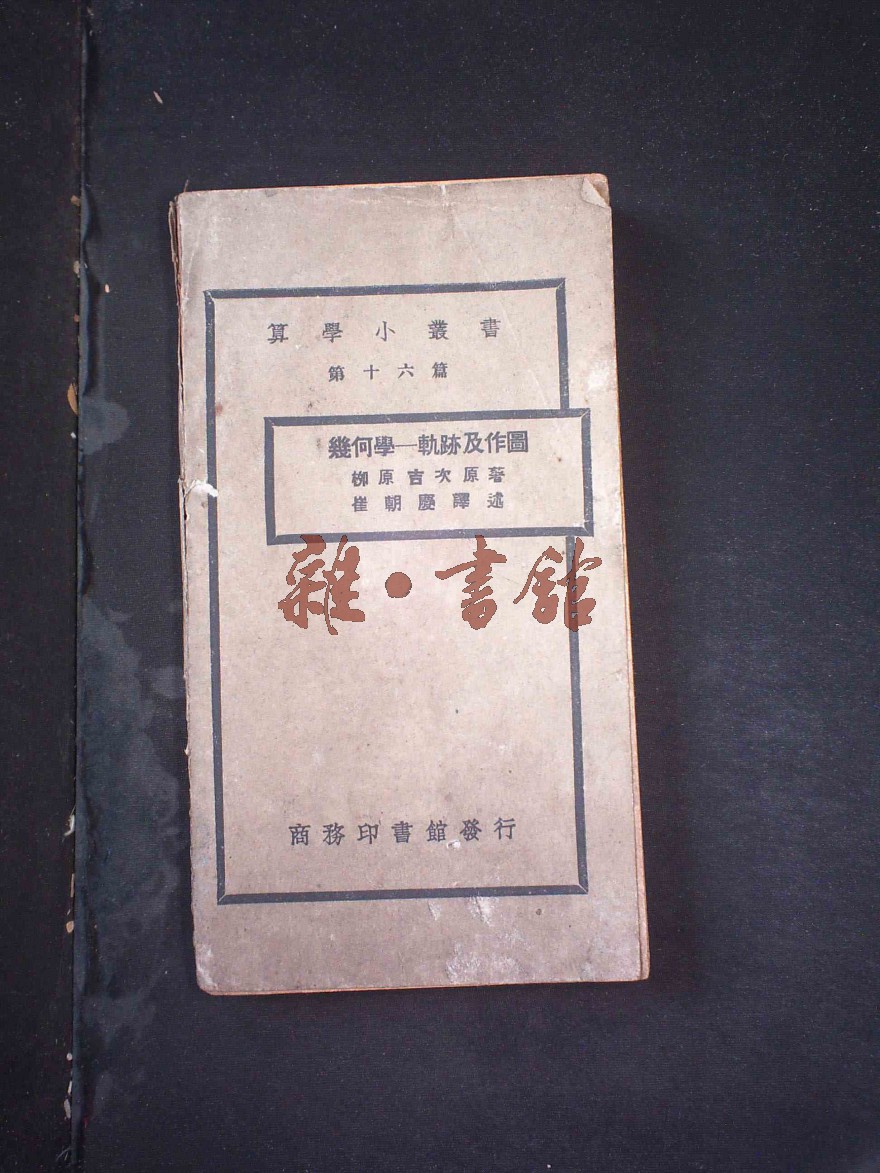 算學小叢書
第十六篇
幾何學—軌跡及作圖
柳原吉次原著
崔朝慶譯述
雜·書館
商務印書館發行